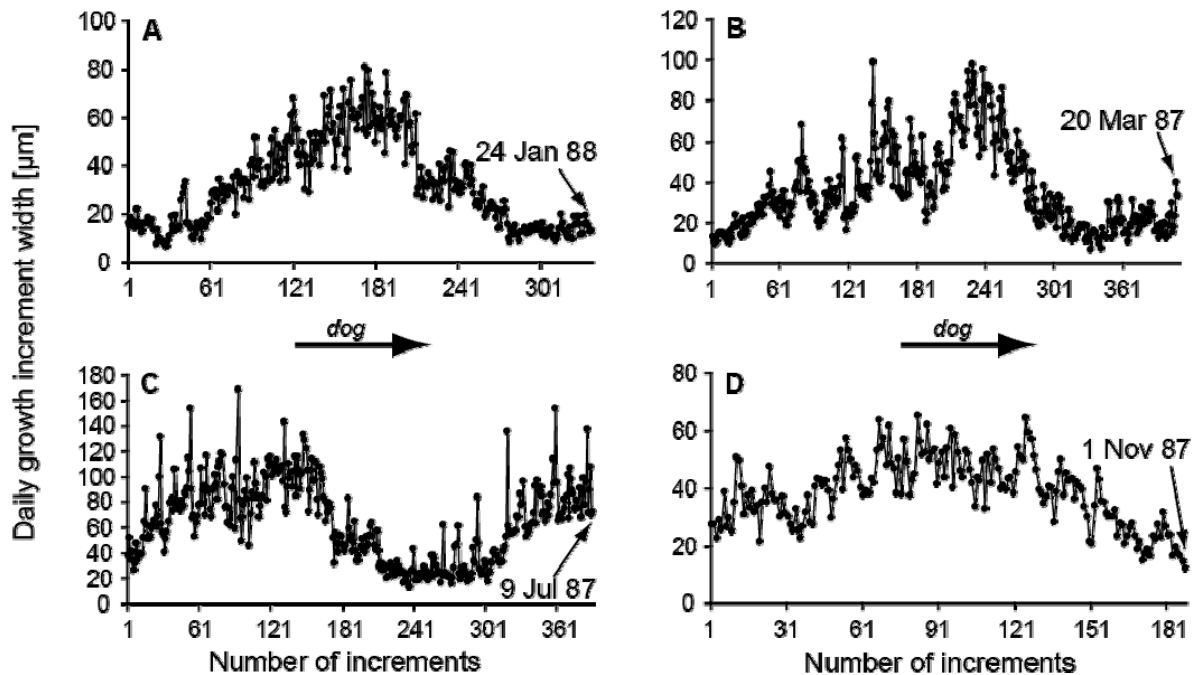 Daily growth increment width [µm]
A
100
80
60
40
20
0
1 61 121 181 241 301
24 Jan 88
B
120
100
80
60
40
20
0
1 61 121 181 241 301 361
20 Mar 87
dog
dog
C
180
160
140
120
100
80
60
40
20
0
1 61 121 181 241 301 361
9 Jul 87
Number of increments
D
80
60
40
20
0
1 31 61 91 121 151 181
1 Nov 87
Number of increments